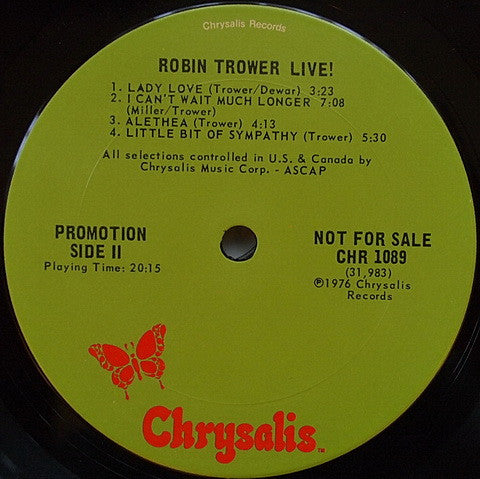 Chrysalis Records
ROBIN TROWER LIVE!
1. LADY LOVE (Trower/Dewar) 3:23
2. I CAN'T WAIT MUCH LONGER 7:08
(Miller/Trower)
3. ALETHEA (Trower) 4:13
4. LITTLE BIT OF SYMPATHY (Trower) 5:30
All selections controlled in U.S. & Canada by
Chrysalis Music Corp. - ASCAP
PROMOTION
SIDE II
Playing Time: 20:15
NOT FOR SALE
CHR 1089
(31,983)
℗1976 Chrysalis
Records
Chrysalis™